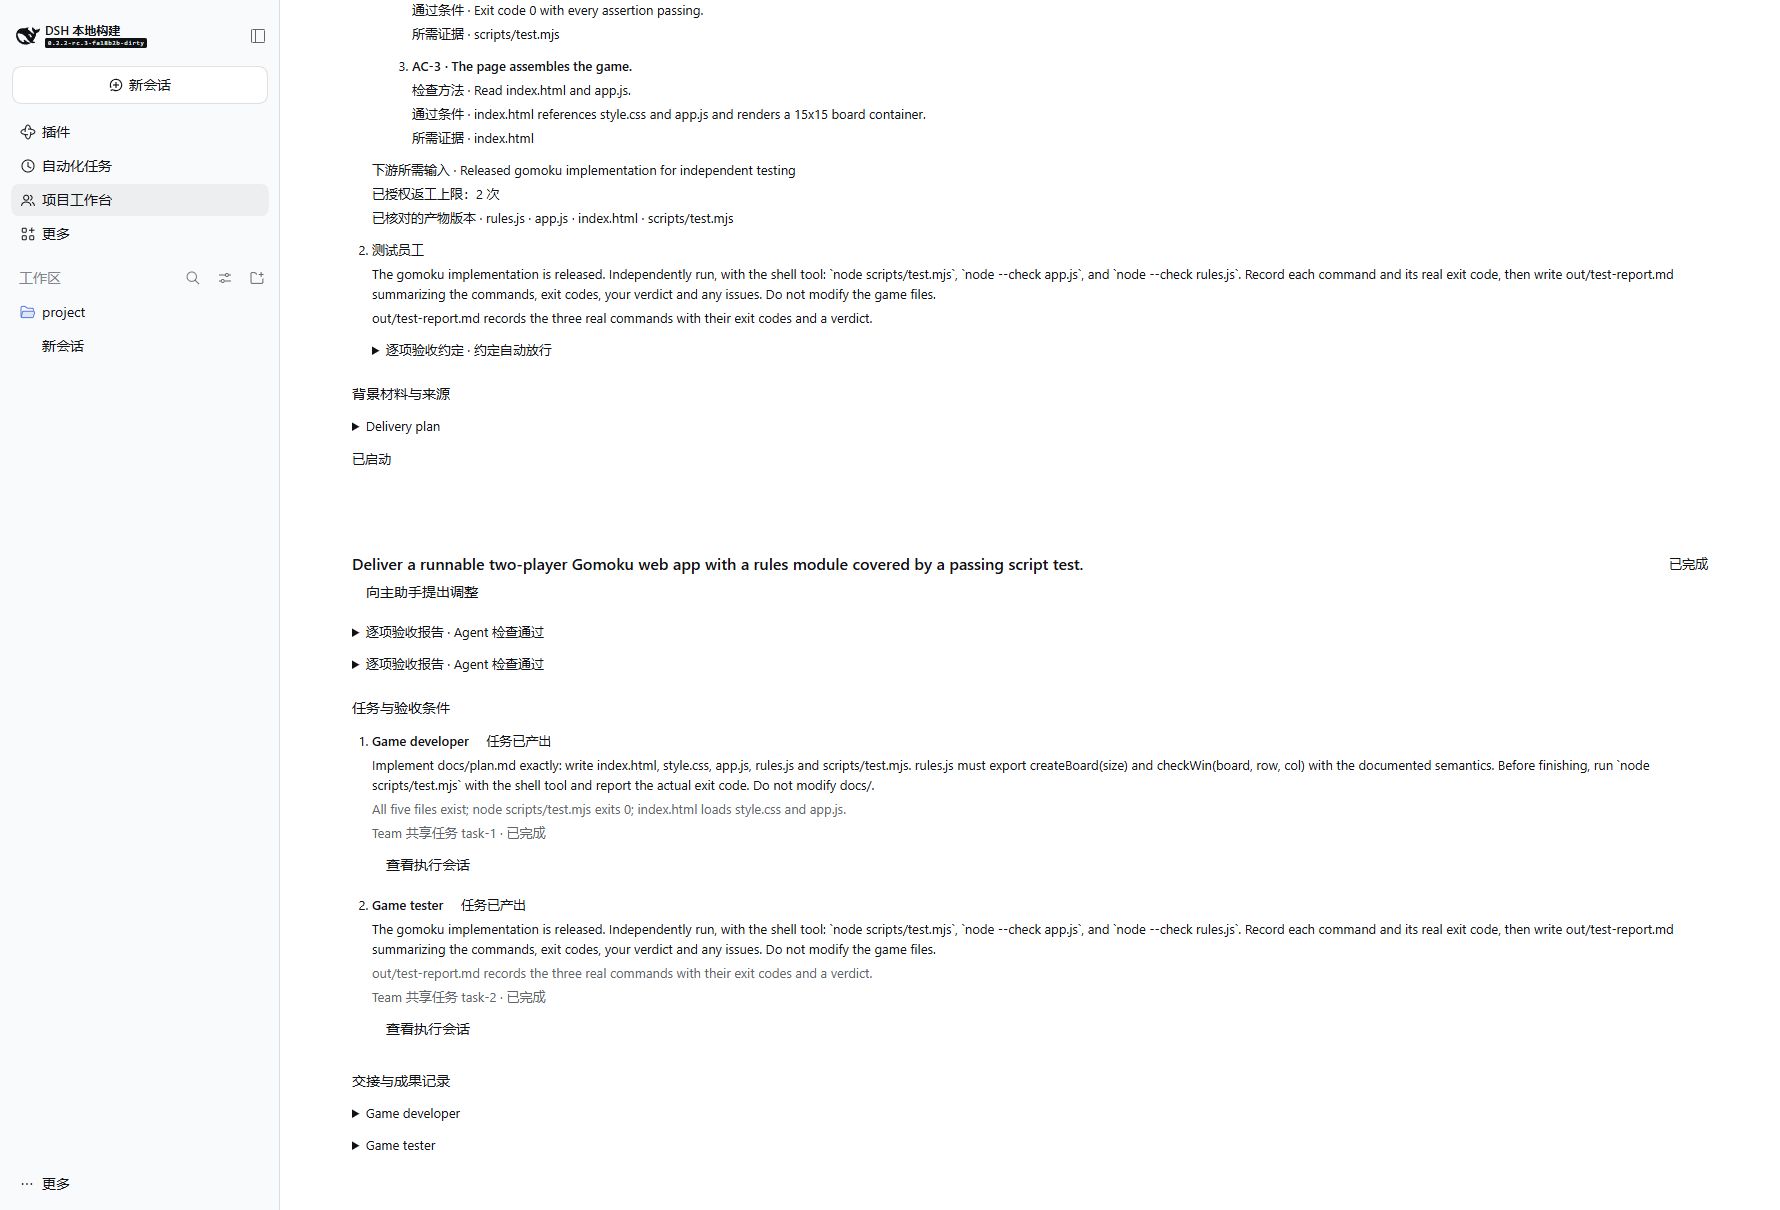 DSH 本地构建
0.2.2-rc.3-fa18b2b-dirty
新会话
插件
自动化任务
项目工作台
更多
工作区
project
新会话
更多
通过条件 · Exit code 0 with every assertion passing.
所需证据 · scripts/test.mjs
3. AC-3 · The page assembles the game.
检查方法 · Read index.html and app.js.
通过条件 · index.html references style.css and app.js and renders a 15x15 board container.
所需证据 · index.html
下游所需输入 · Released gomoku implementation for independent testing
已授权返工上限：2 次
已核对的产物版本 · rules.js · app.js · index.html · scripts/test.mjs
2. 测试员工
The gomoku implementation is released. Independently run, with the shell tool: `node scripts/test.mjs`, `node --check app.js`, and `node --check rules.js`. Record each command and its real exit code, then write out/test-report.md
summarizing the commands, exit codes, your verdict and any issues. Do not modify the game files.
out/test-report.md records the three real commands with their exit codes and a verdict.
▶ 逐项验收约定 · 约定自动放行
背景材料与来源
▶ Delivery plan
已启动
Deliver a runnable two-player Gomoku web app with a rules module covered by a passing script test.
已完成
向主助手提出调整
▶ 逐项验收报告 · Agent 检查通过
▶ 逐项验收报告 · Agent 检查通过
任务与验收条件
1. Game developer 任务已产出
Implement docs/plan.md exactly: write index.html, style.css, app.js, rules.js and scripts/test.mjs. rules.js must export createBoard(size) and checkWin(board, row, col) with the documented semantics. Before finishing, run `node
scripts/test.mjs` with the shell tool and report the actual exit code. Do not modify docs/.
All five files exist; node scripts/test.mjs exits 0; index.html loads style.css and app.js.
Team 共享任务 task-1 · 已完成
查看执行会话
2. Game tester 任务已产出
The gomoku implementation is released. Independently run, with the shell tool: `node scripts/test.mjs`, `node --check app.js`, and `node --check rules.js`. Record each command and its real exit code, then write out/test-report.md
summarizing the commands, exit codes, your verdict and any issues. Do not modify the game files.
out/test-report.md records the three real commands with their exit codes and a verdict.
Team 共享任务 task-2 · 已完成
查看执行会话
交接与成果记录
▶ Game developer
▶ Game tester